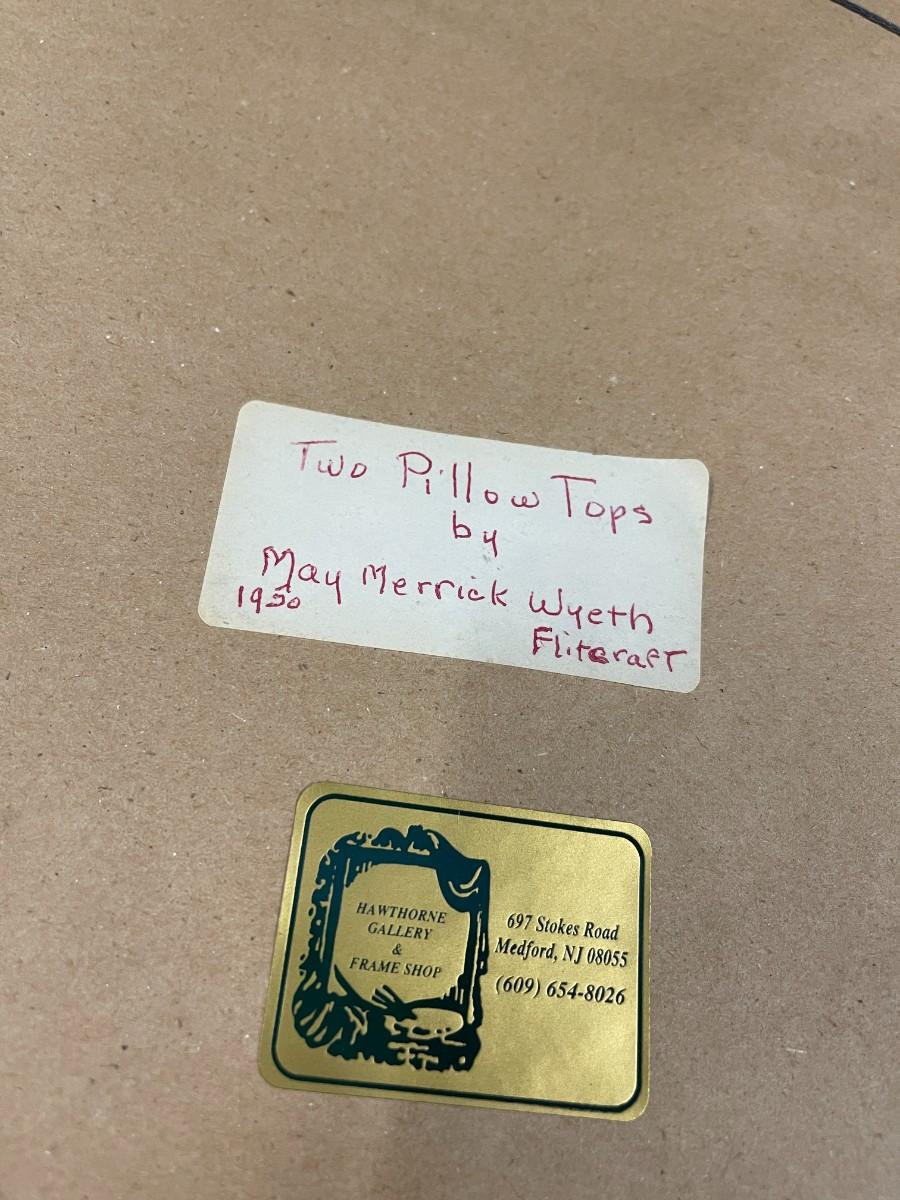 Two Pillow Tops
by
May Merrick Wyeth
1950
Flitcraft
HAWTHORNE
GALLERY
&
FRAME SHOP
697 Stokes Road
Medford, NJ 08055
(609) 654-8026